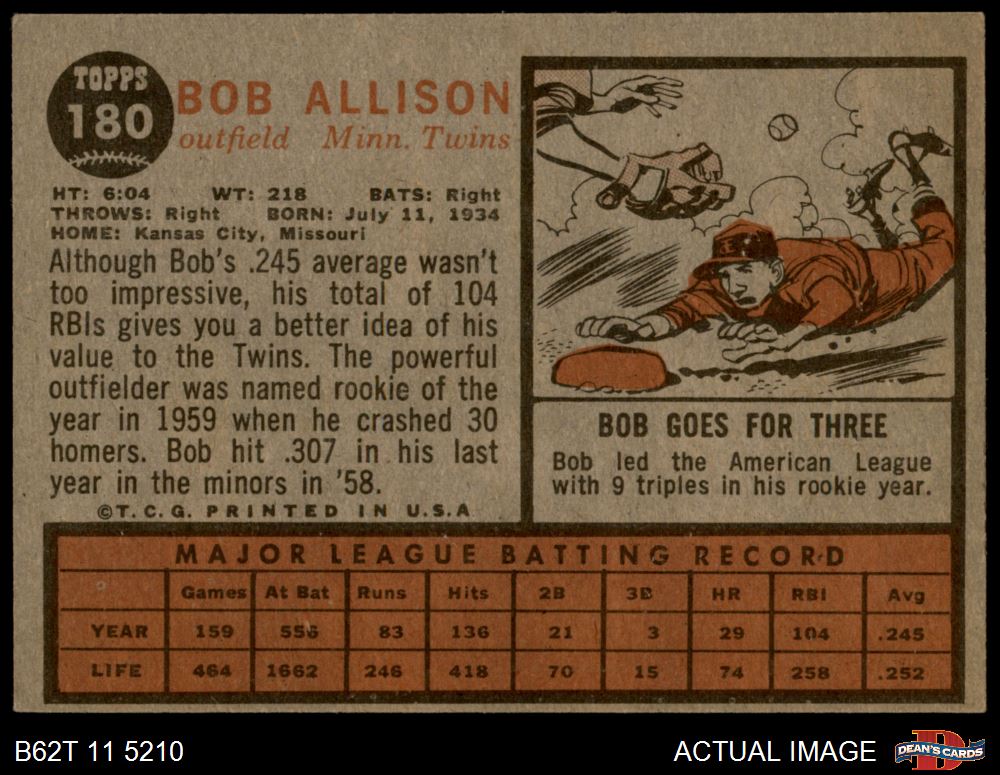 TOPPS
180
BOB ALLISON
outfield Minn. Twins
HT: 6:04 WT: 218 BATS: Right
THROWS: Right BORN: July 11, 1934
HOME: Kansas City, Missouri
Although Bob's .245 average wasn't
too impressive, his total of 104
RBIs gives you a better idea of his
value to the Twins. The powerful
outfielder was named rookie of the
year in 1959 when he crashed 30
homers. Bob hit .307 in his last
year in the minors in '58.
©T.C.G. PRINTED IN U.S.A
BOB GOES FOR THREE
Bob led the American League
with 9 triples in his rookie year.
MAJOR LEAGUE BATTING RECORD
Games At Bat Runs Hits 2B 3B HR RBI Avg
YEAR 159 556 83 136 21 3 29 104 .245
LIFE 464 1662 246 418 70 15 74 258 .252
B62T 11 5210
ACTUAL IMAGE
DEAN'S CARDS